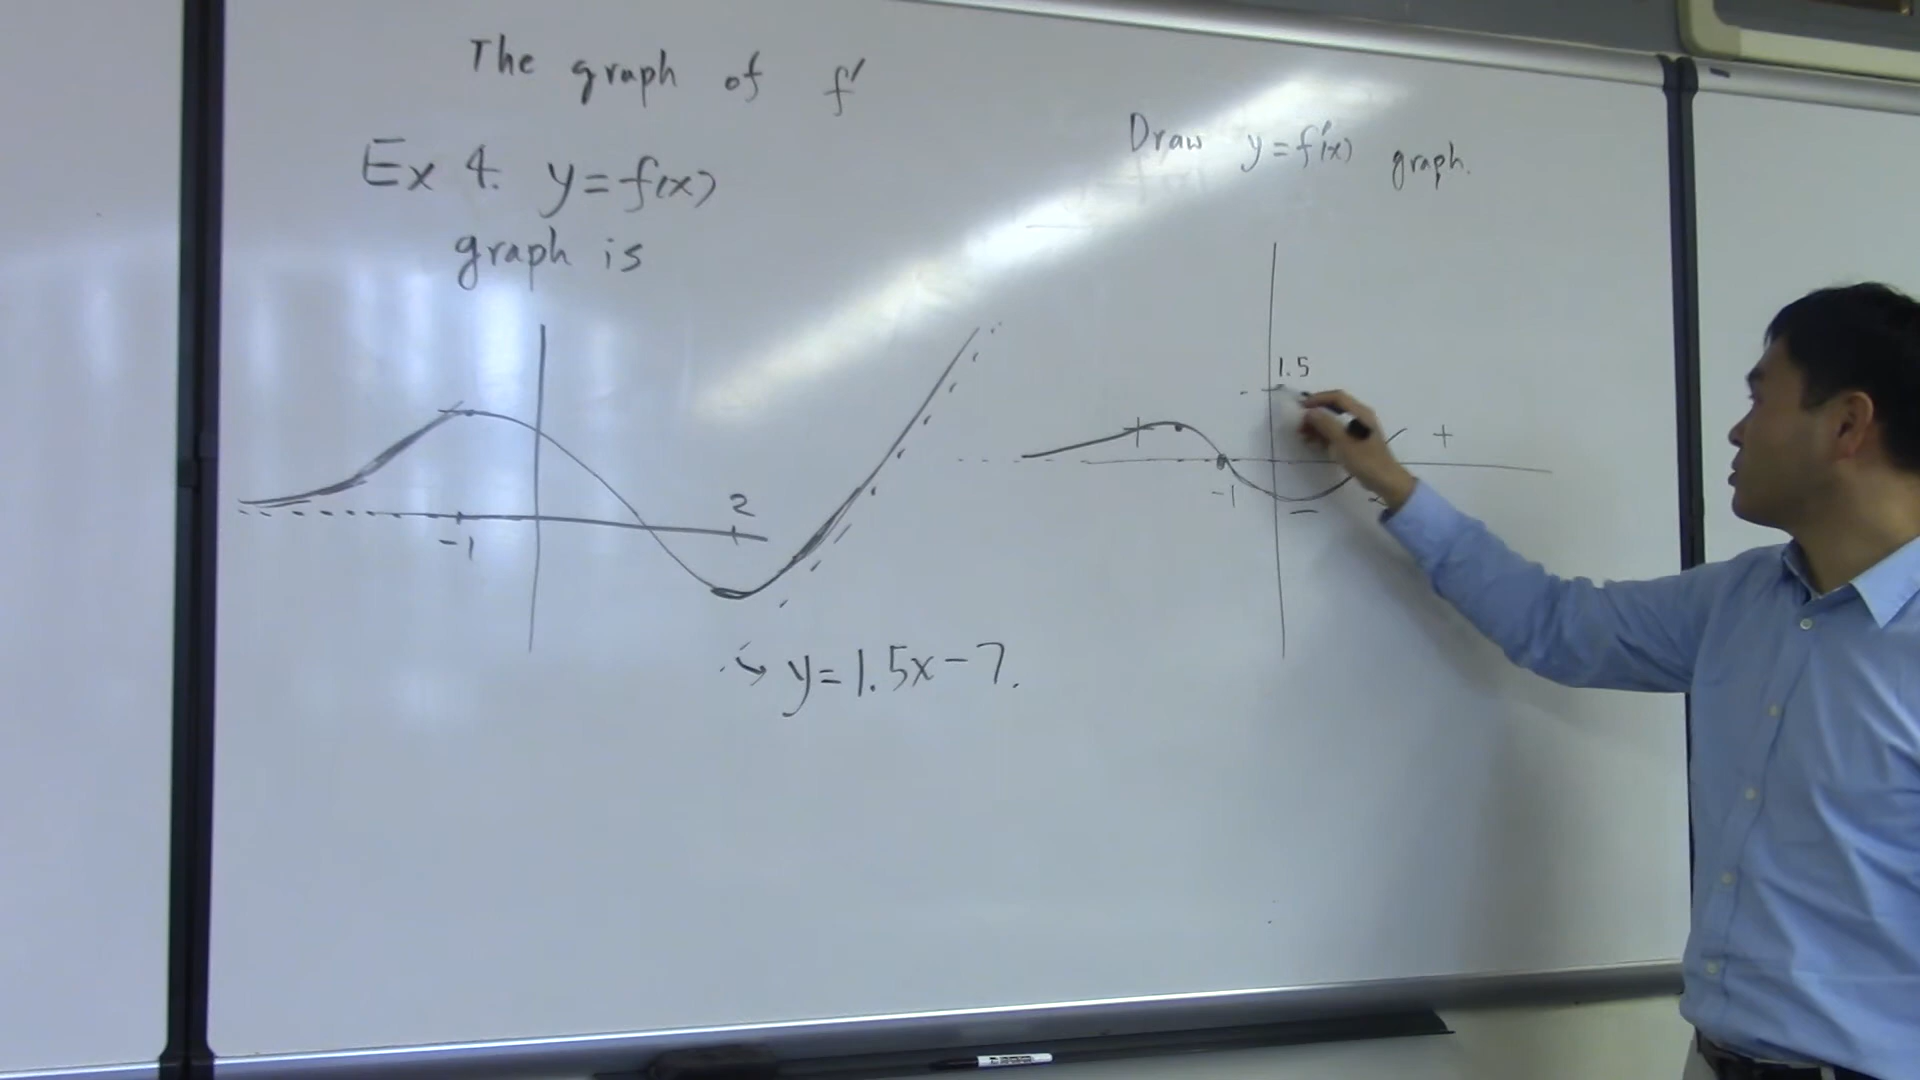 The graph of f'
Ex 4. y=f(x)
graph is
-1
2
y=1.5x-7.
Draw y=f'(x) graph.
1.5
+
+
-1
-